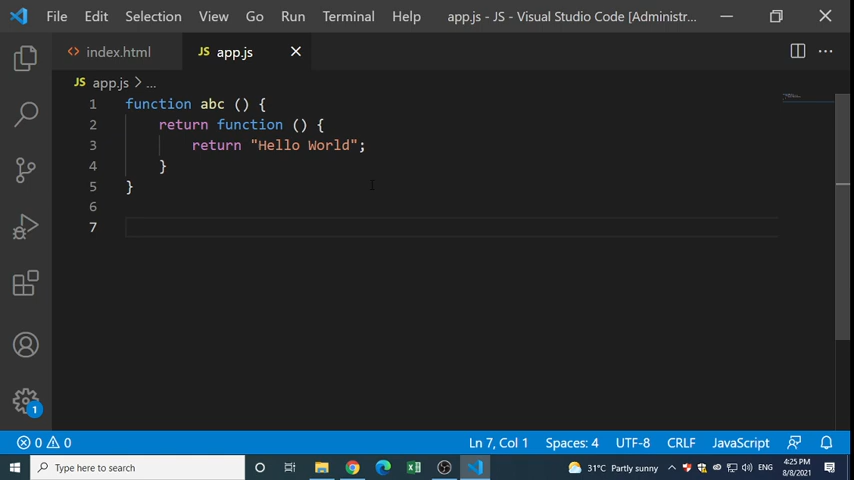 File Edit Selection View Go Run Terminal Help app.js - JS - Visual Studio Code [Administr...
<> index.html JS app.js
JS app.js > ...
1 function abc () {
2 return function () {
3 return "Hello World";
4 }
5 }
6
7
1
0 0 Ln 7, Col 1 Spaces: 4 UTF-8 CRLF JavaScript
Type here to search 31°C Partly sunny ENG 4:25 PM
8/8/2021